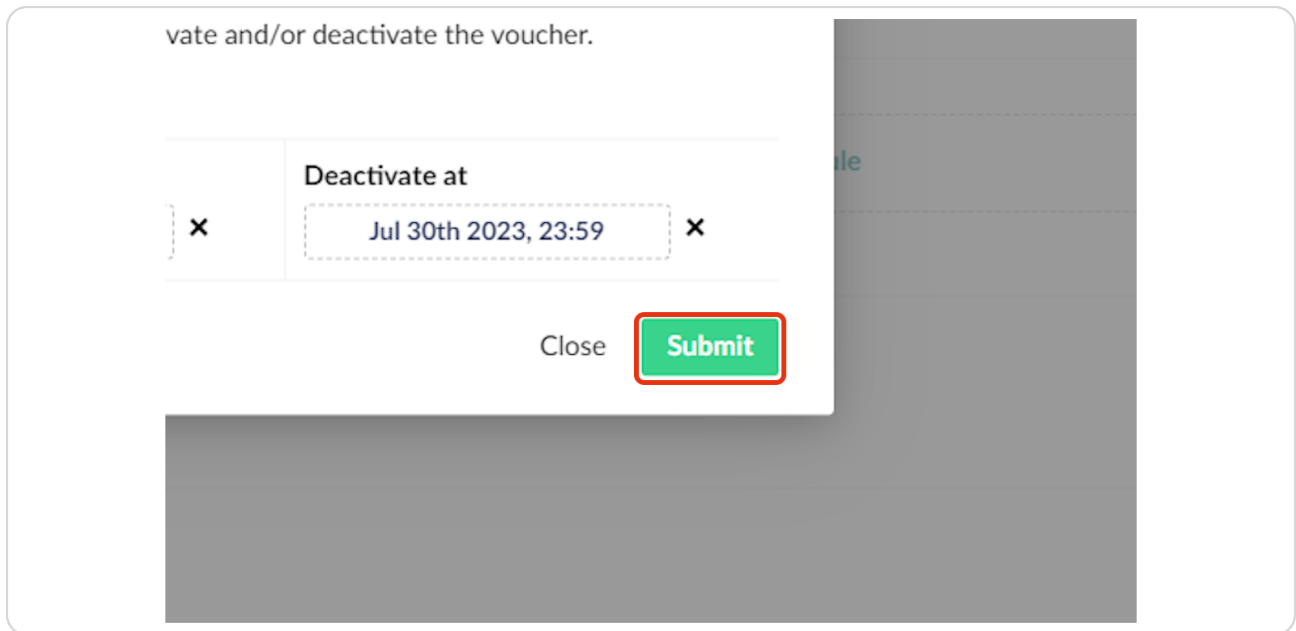 vate and/or deactivate the voucher.
Deactivate at
Jul 30th 2023, 23:59
Close Submit